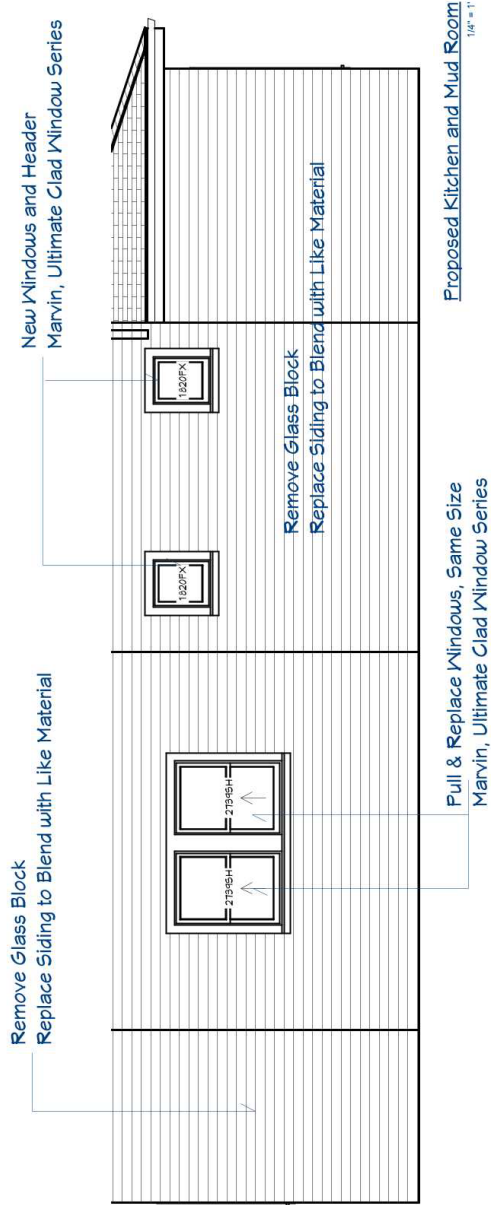 Remove Glass Block
Replace Siding to Blend with Like Material
New Windows and Header
Marvin, Ultimate Clad Window Series
2739SH
2739SH
1820FX
1820FX
Remove Glass Block
Replace Siding to Blend with Like Material
Pull & Replace Windows, Same Size
Marvin, Ultimate Clad Window Series
Proposed Kitchen and Mud Room
1/4" = 1'